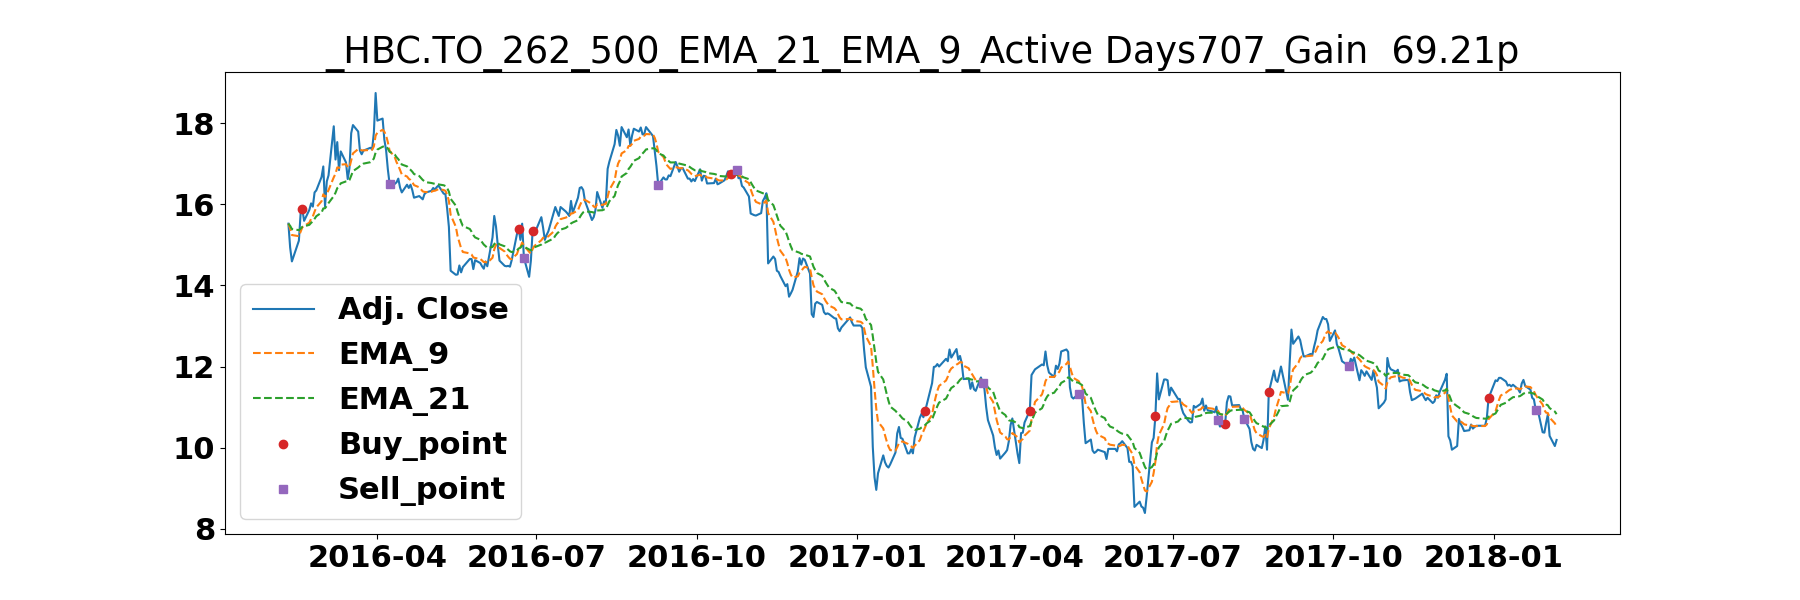 _HBC.TO_262_500_EMA_21_EMA_9_Active Days707_Gain  69.21p
18
16
14
12
10
8
Adj. Close
EMA_9
EMA_21
Buy_point
Sell_point
2016-04 2016-07 2016-10 2017-01 2017-04 2017-07 2017-10 2018-01